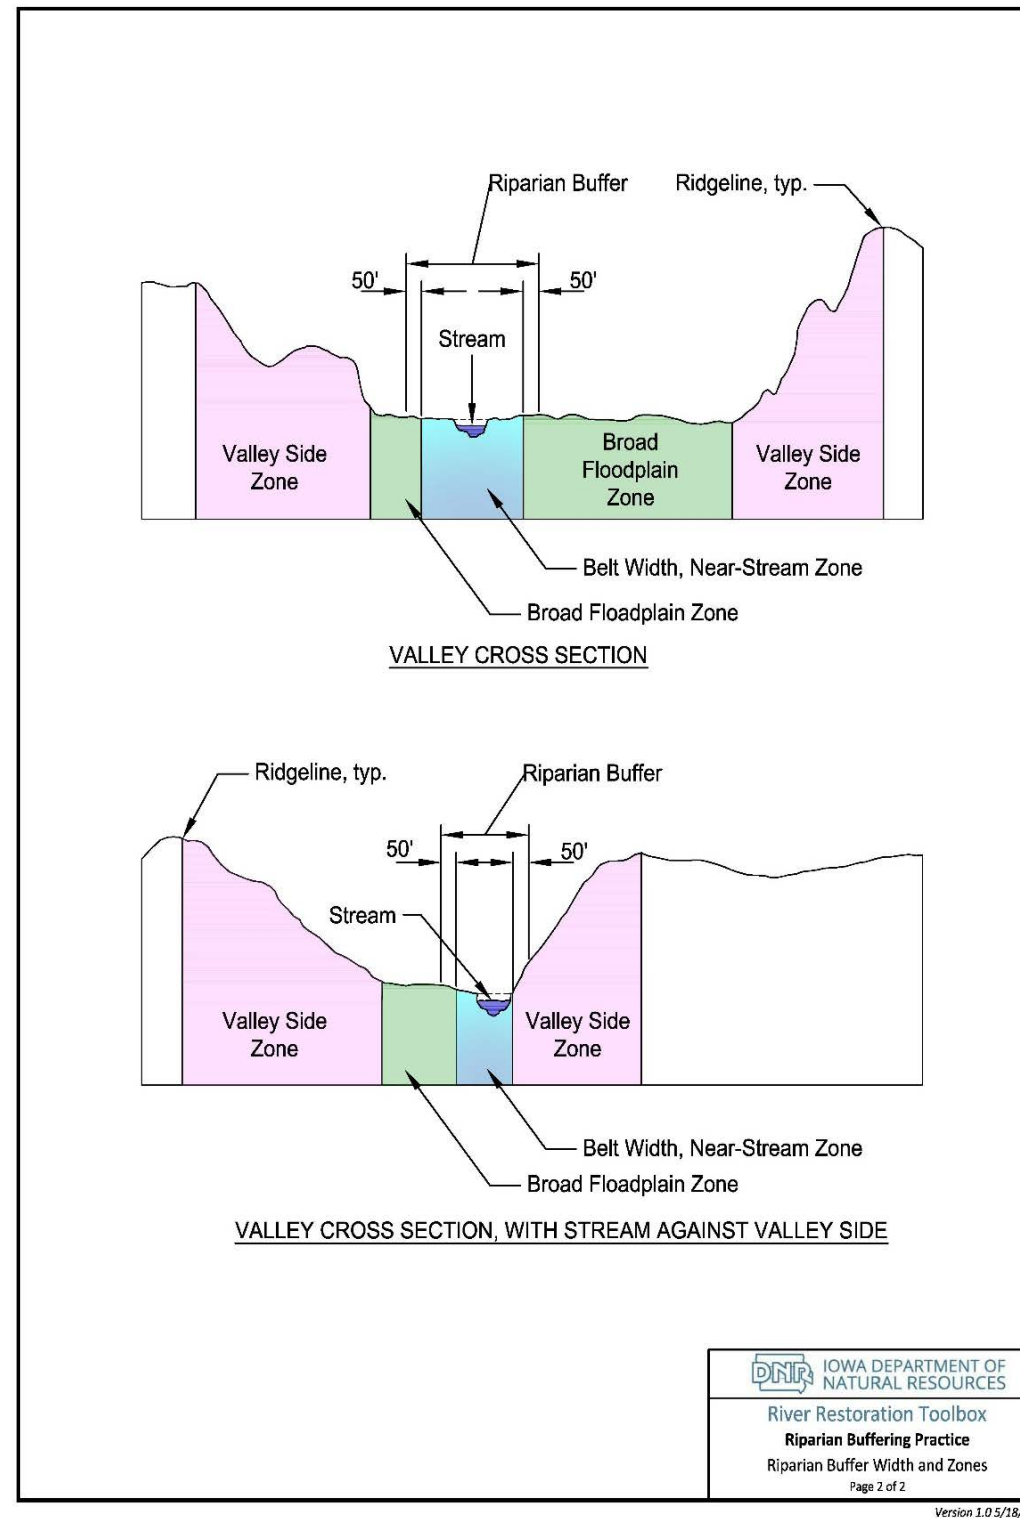 Riparian Buffer
Ridgeline, typ.
50'
50'
Stream
Valley Side
Zone
Broad
Floodplain
Zone
Valley Side
Zone
Belt Width, Near-Stream Zone
Broad Floadplain Zone
VALLEY CROSS SECTION
Ridgeline, typ.
Riparian Buffer
50'
50'
Stream
Valley Side
Zone
Valley Side
Zone
Belt Width, Near-Stream Zone
Broad Floadplain Zone
VALLEY CROSS SECTION, WITH STREAM AGAINST VALLEY SIDE
DNR
IOWA DEPARTMENT OF
NATURAL RESOURCES
River Restoration Toolbox
Riparian Buffering Practice
Riparian Buffer Width and Zones
Page 2 of 2
Version 1.0 5/18/